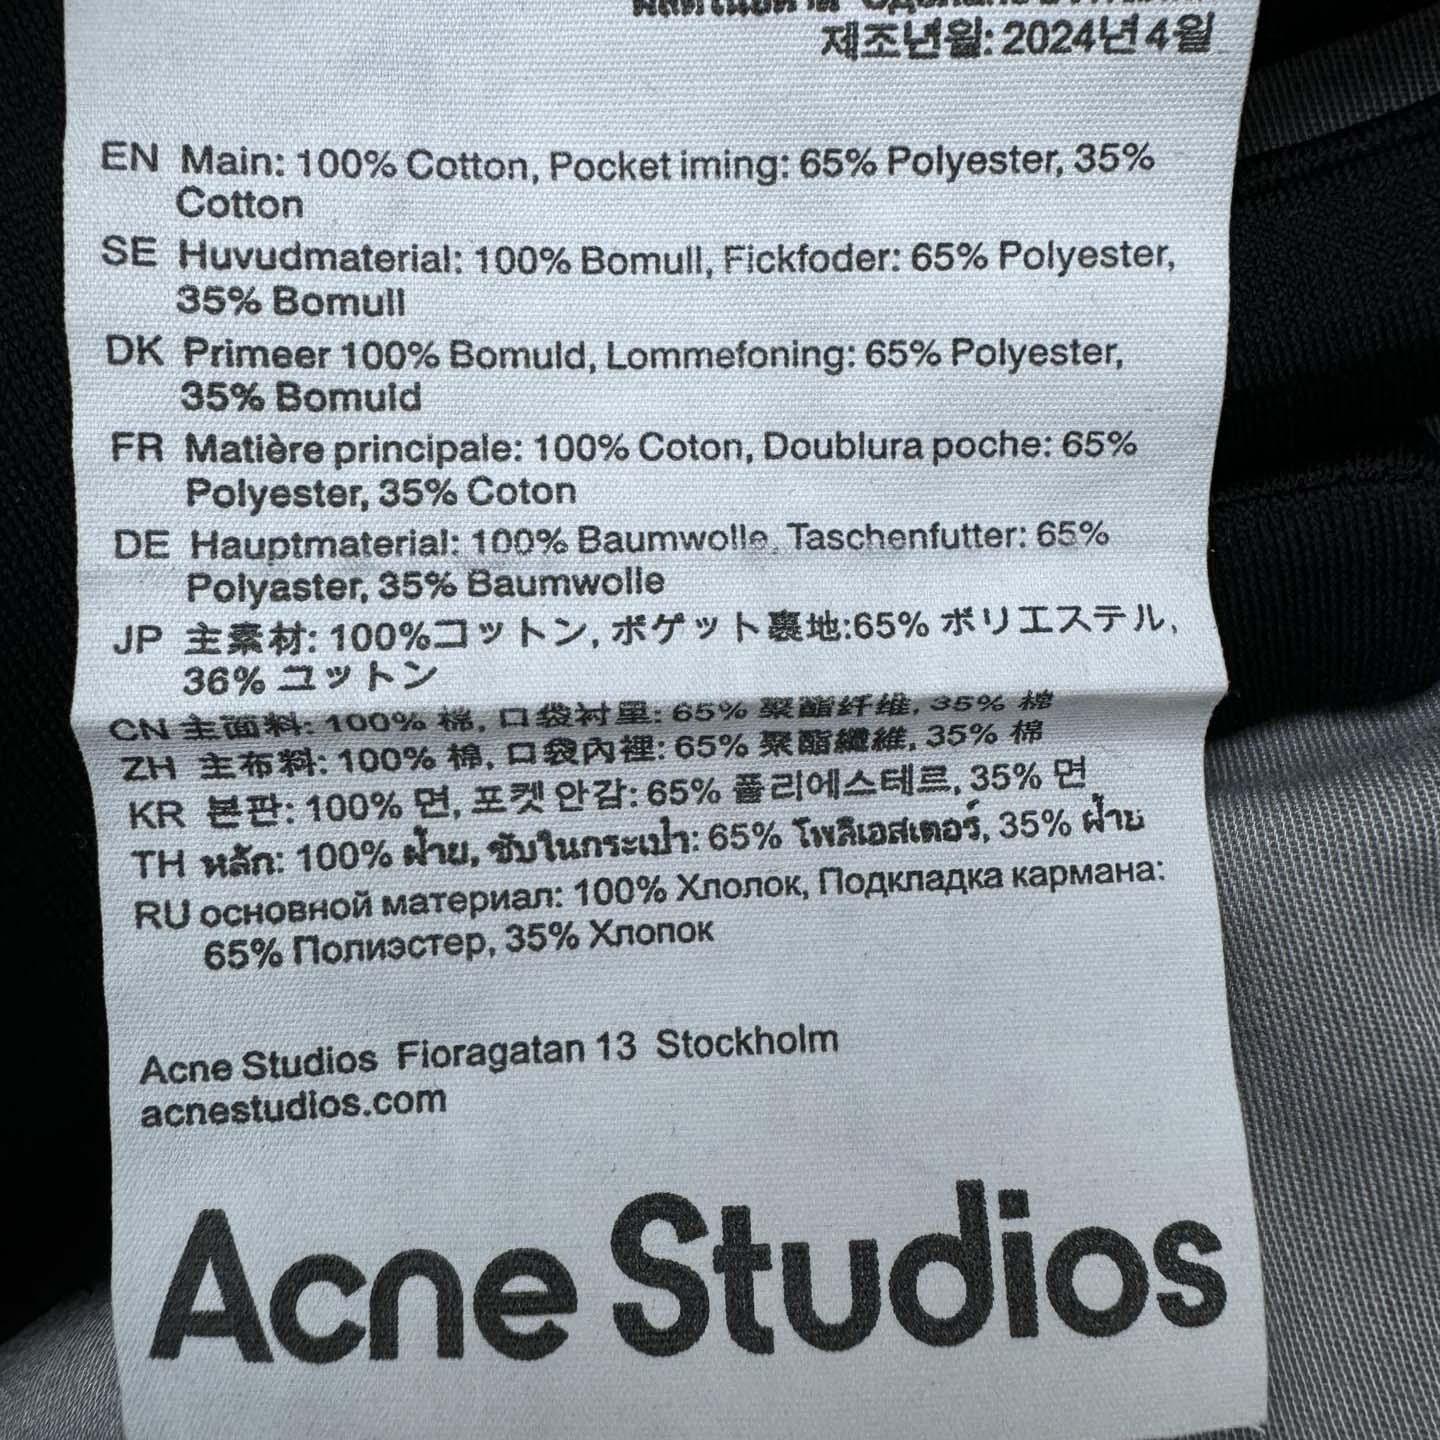 제조년월: 2024년 4월
EN Main: 100% Cotton, Pocket iming: 65% Polyester, 35%
Cotton
SE Huvudmaterial: 100% Bomull, Fickfoder: 65% Polyester,
35% Bomull
DK Primeer 100% Bomuld, Lommefoning: 65% Polyester,
35% Bomuld
FR Matière principale: 100% Coton, Doublura poche: 65%
Polyester, 35% Coton
DE Hauptmaterial: 100% Baumwolle, Taschenfutter: 65%
Polyaster, 35% Baumwolle
JP 主素材: 100%コットン, ポゲット裏地:65% ポリエステル,
36% コットン
CN 主面料: 100% 棉, 口袋衬里: 65% 聚酯纤维, 35% 棉
ZH 主布料: 100% 棉, 口袋內裡: 65% 聚酯纖維, 35% 棉
KR 본판: 100% 면, 포켓 안감: 65% 폴리에스테르, 35% 면
TH หลัก: 100% ฝ้าย, ซับในกระเป๋า: 65% โพลิเอสเตอร์, 35% ฝ้าย
RU основной материал: 100% Хлолок, Подкладка кармана:
65% Полиэстер, 35% Хлопок
Acne Studios Fioragatan 13 Stockholm
acnestudios.com
Acne Studios